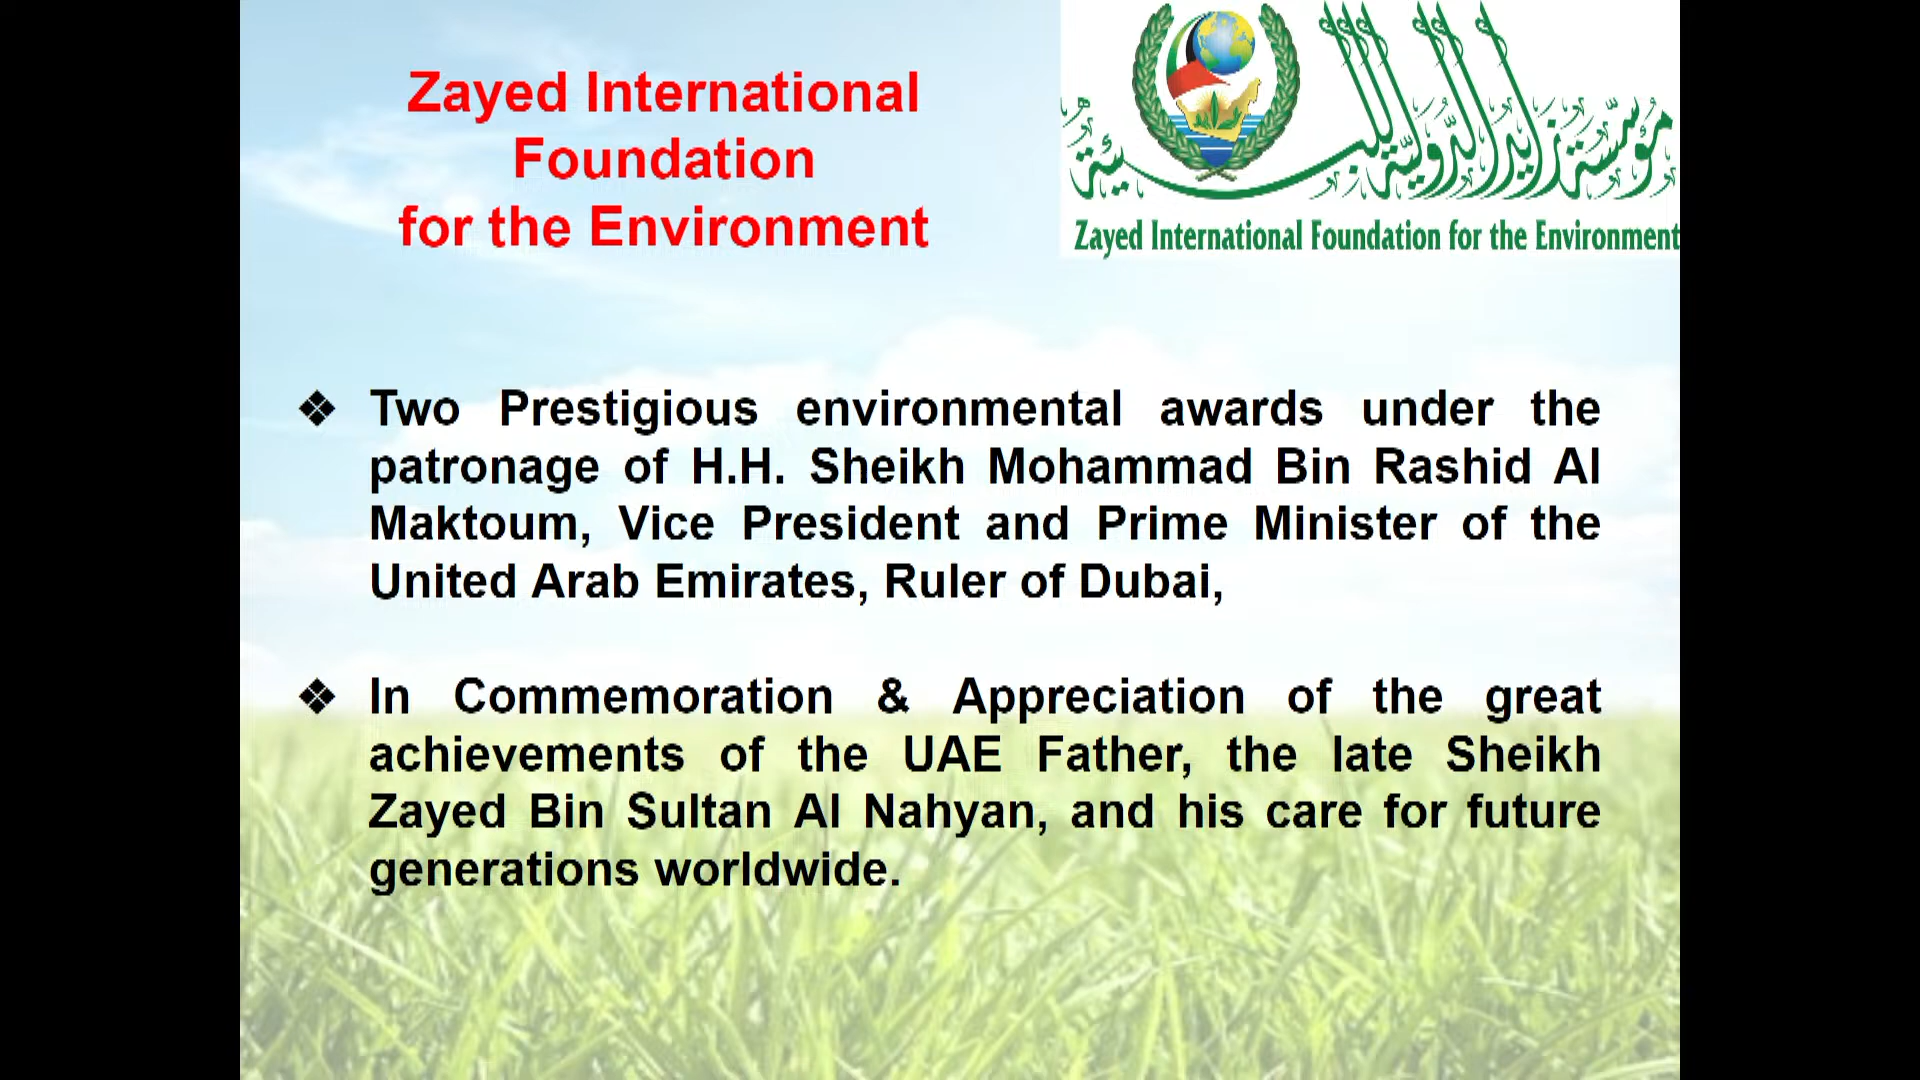 Zayed International
Foundation
for the Environment
مؤسسة زايد الدولية للبيئة
Zayed International Foundation for the Environment
❖ Two Prestigious environmental awards under the
patronage of H.H. Sheikh Mohammad Bin Rashid Al
Maktoum, Vice President and Prime Minister of the
United Arab Emirates, Ruler of Dubai,
❖ In Commemoration & Appreciation of the great
achievements of the UAE Father, the late Sheikh
Zayed Bin Sultan Al Nahyan, and his care for future
generations worldwide.